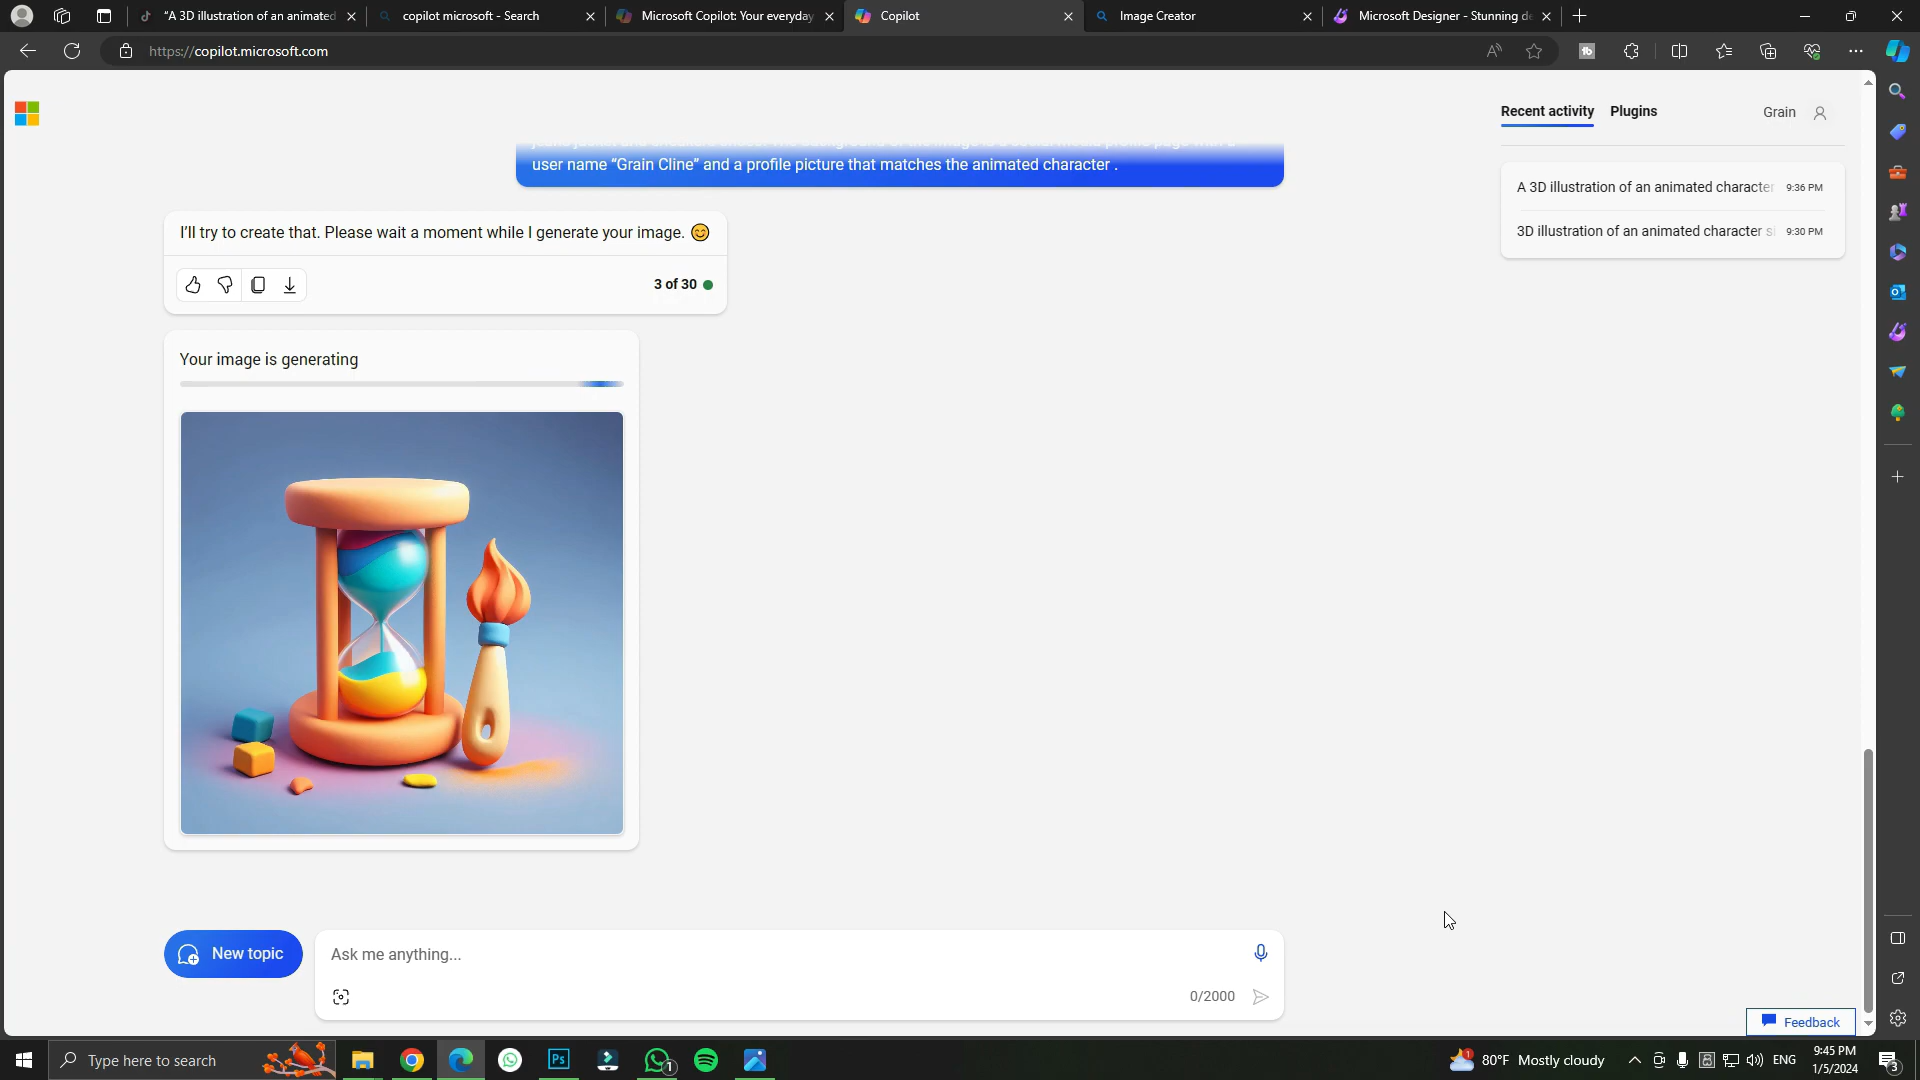 "A 3D illustration of an animated
copilot microsoft - Search
Microsoft Copilot: Your everyday
Copilot
Image Creator
Microsoft Designer - Stunning de
https://copilot.microsoft.com
Recent activity
Plugins
Grain
user name “Grain Cline” and a profile picture that matches the animated character .
A 3D illustration of an animated character
9:36 PM
3D illustration of an animated character si
9:30 PM
I’ll try to create that. Please wait a moment while I generate your image. 😊
3 of 30
Your image is generating
New topic
Ask me anything...
0/2000
Feedback
Type here to search
Ps
1
80°F Mostly cloudy
ENG
9:45 PM
1/5/2024
3